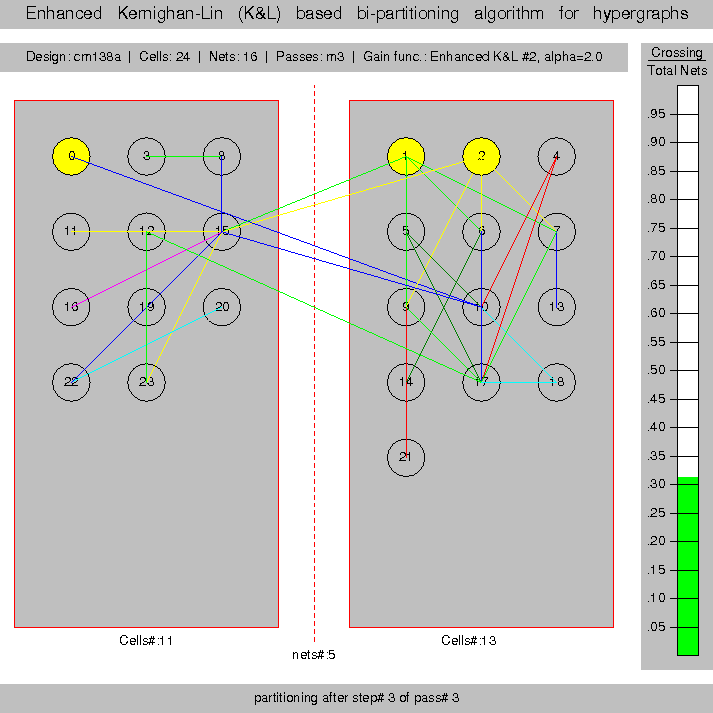 Enhanced Kernighan-Lin (K&L) based bi-partitioning algorithm for hypergraphs
Design: cm138a | Cells: 24 | Nets: 16 | Passes: m3 | Gain func.: Enhanced K&L #2, alpha=2.0
Crossing
Total Nets
0 3 8 1 2 4
11 12 15 5 6 7
16 19 20 9 10 13
22 23 14 17 18
21
.95
.90
.85
.80
.75
.70
.65
.60
.55
.50
.45
.40
.35
.30
.25
.20
.15
.10
.05
Cells#:11
Cells#:13
nets#:5
partitioning after step# 3 of pass# 3